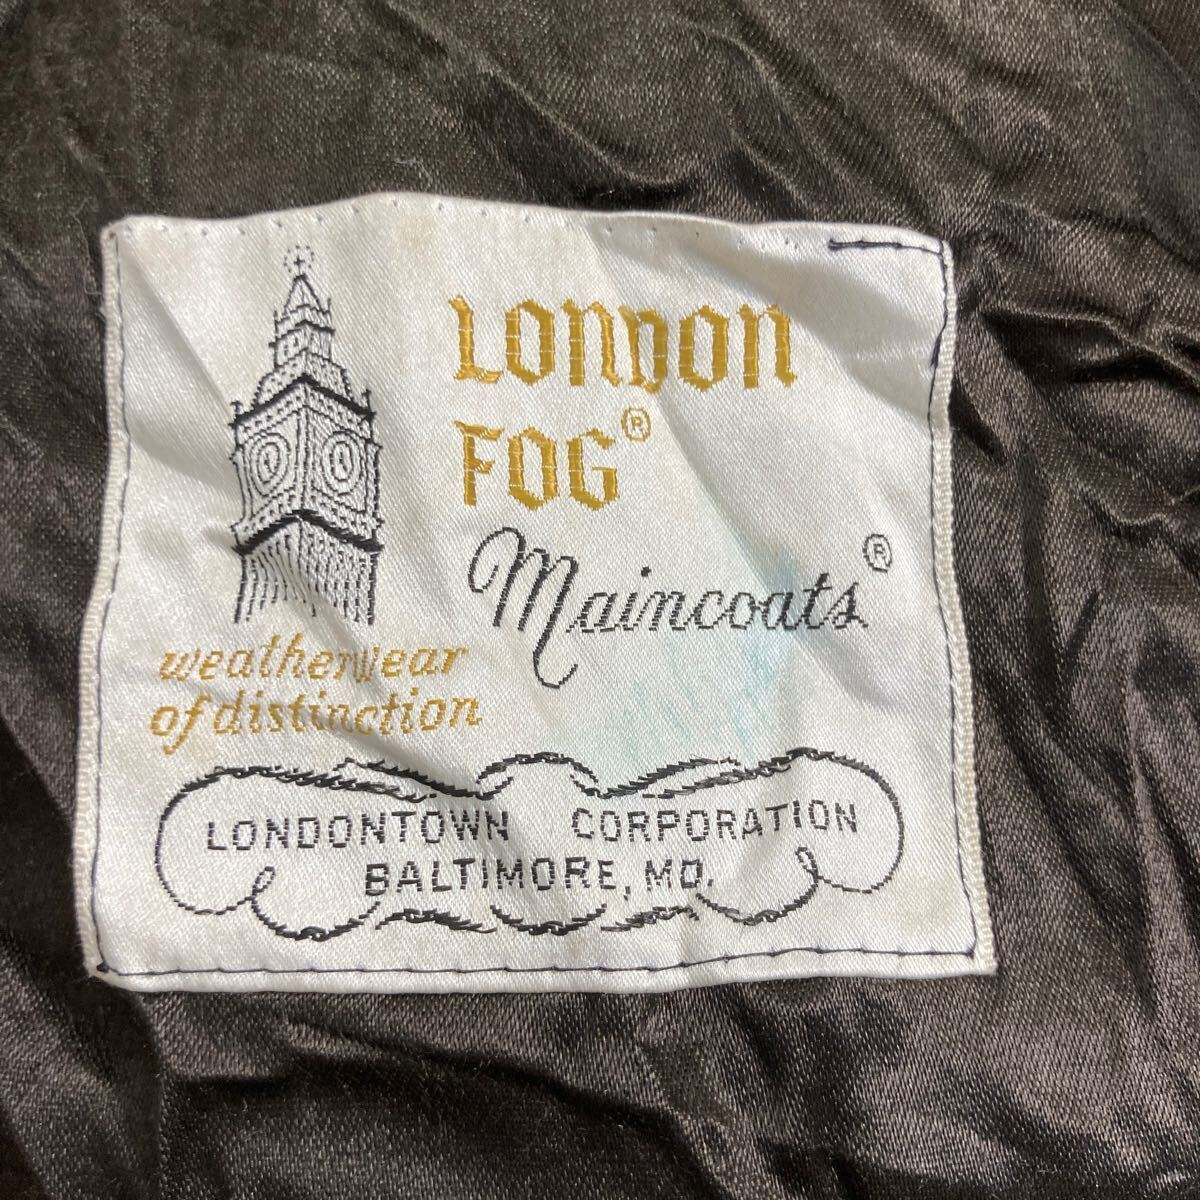 LONDON
FOG®
Maincoats®
weatherwear
of distinction
LONDONTOWN CORPORATION
BALTIMORE, MD.